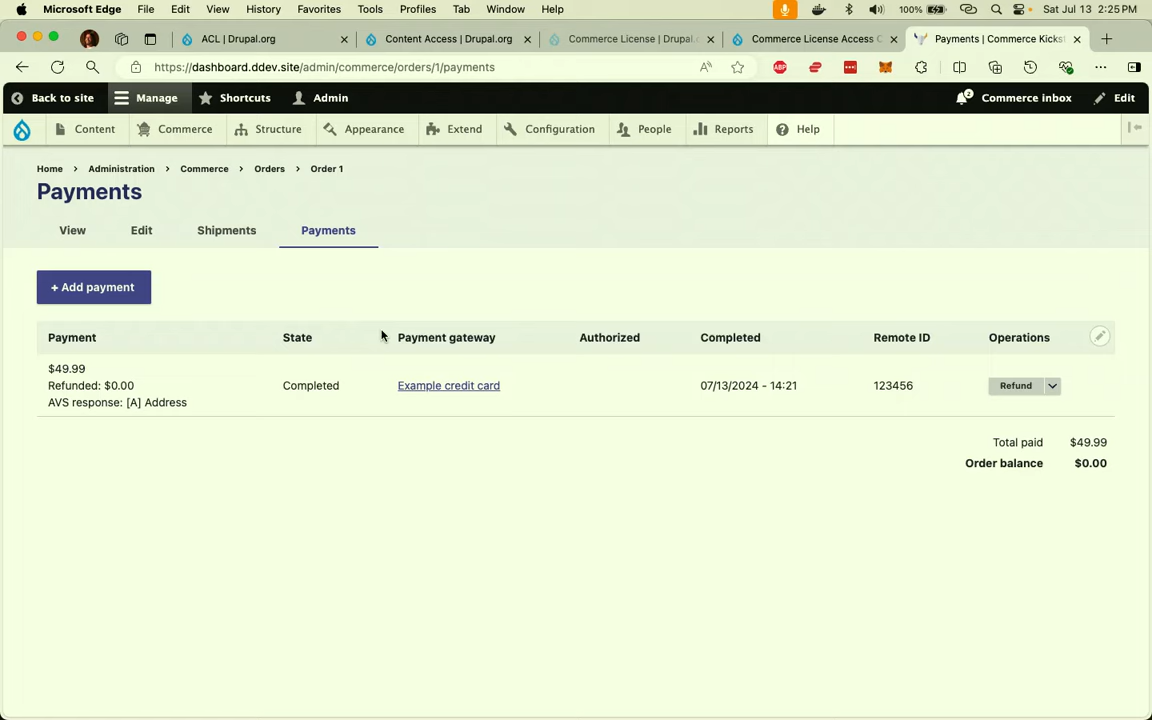 Microsoft Edge File Edit View History Favorites Tools Profiles Tab Window Help 100% Sat Jul 13 2:25 PM
ACL | Drupal.org Content Access | Drupal.org Commerce License | Drupal. Commerce License Access C Payments | Commerce Kickst
https://dashboard.ddev.site/admin/commerce/orders/1/payments
Back to site Manage Shortcuts Admin 2 Commerce inbox Edit
Content Commerce Structure Appearance Extend Configuration People Reports Help
Home Administration Commerce Orders Order 1
Payments
View Edit Shipments Payments
+ Add payment
Payment State Payment gateway Authorized Completed Remote ID Operations
$49.99
Refunded: $0.00 Completed Example credit card 07/13/2024 - 14:21 123456 Refund
AVS response: [A] Address
Total paid $49.99
Order balance $0.00